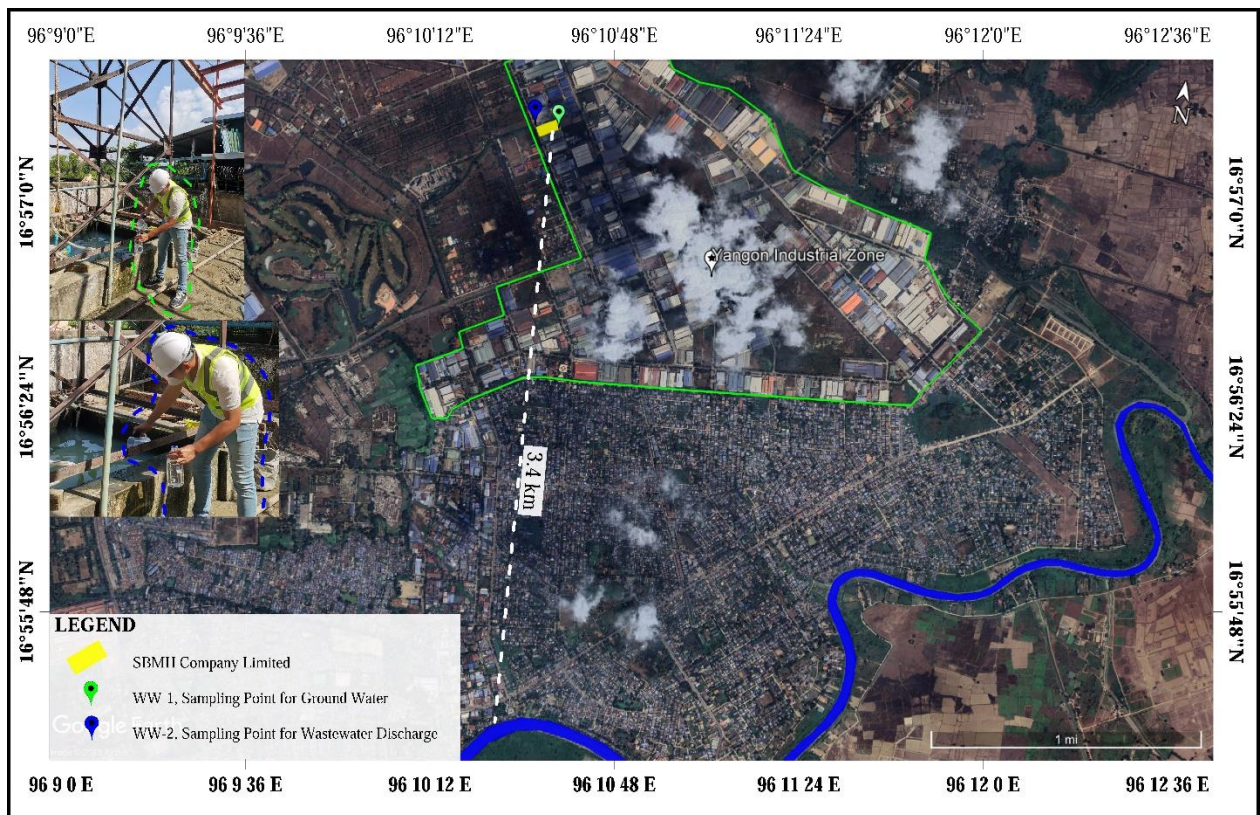 96°9'0"E 96°9'36"E 96°10'12"E 96°10'48"E 96°11'24"E 96°12'0"E 96°12'36"E
N
16°57'0"N
16°57'0"N
Yangon Industrial Zone
16°56'24"N
16°56'24"N
3.4 km
16°55'48"N
16°55'48"N
LEGEND
SBMII Company Limited
WW 1, Sampling Point for Ground Water
Google Earth
WW-2, Sampling Point for Wastewater Discharge
1 mi
96 9 0 E 96 9 36 E 96 10 12 E 96 10 48 E 96 11 24 E 96 12 0 E 96 12 36 E